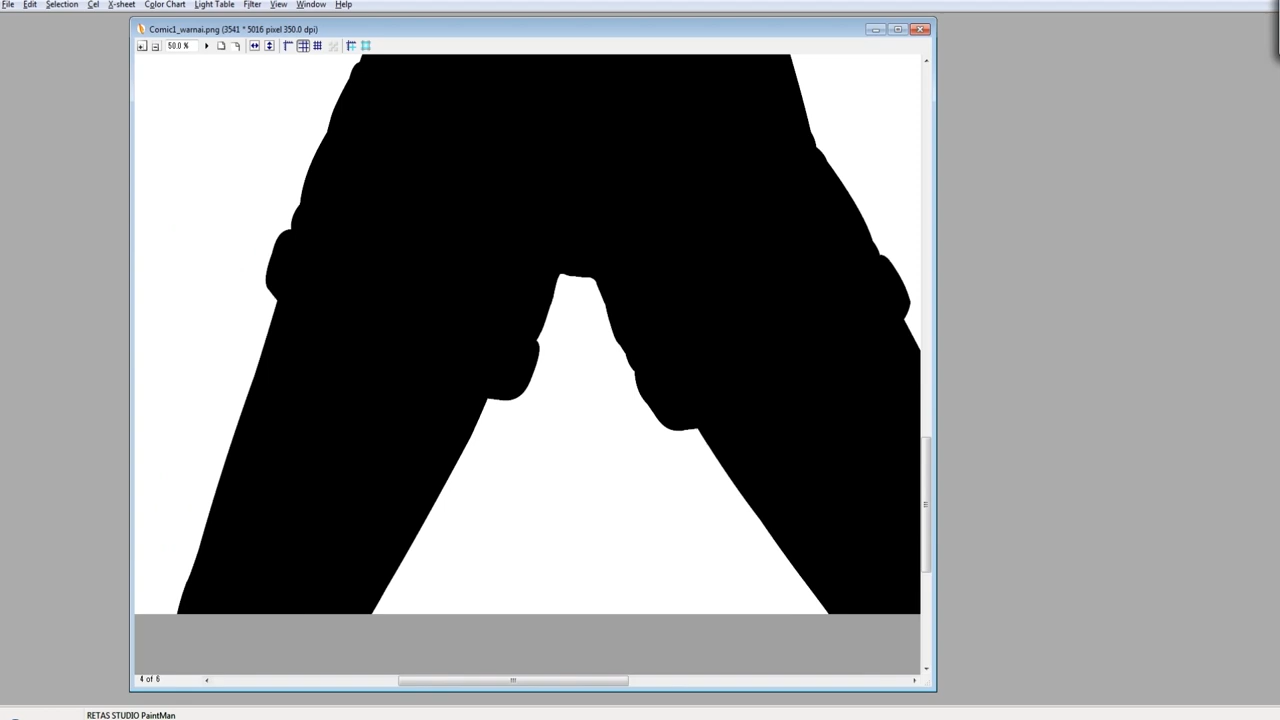 File Edit Selection Cel X-sheet Color Chart Light Table Filter View Window Help
Comic1_warnai.png (3541 * 5016 pixel 350.0 dpi)
50.0 %
4 of 6
RETAS STUDIO PaintMan